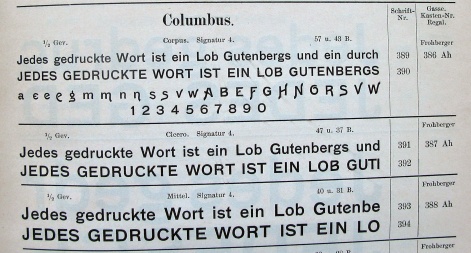 Columbus.
Schrift-Nr.
Gasse. Kasten-Nr. Regal.
1/2 Gev. Corpus. Signatur 4. 57 u. 43 B. Frohberger
Jedes gedruckte Wort ist ein Lob Gutenbergs und ein durch 389 386 Ah
JEDES GEDRUCKTE WORT IST EIN LOB GUTENBERGS 390
a c e e g m m n n s s v w A B E F G H N O R S V W
1 2 3 4 5 6 7 8 9 0
1/2 Gev. Cicero. Signatur 4. 47 u. 37 B. Frohberger
Jedes gedruckte Wort ist ein Lob Gutenbergs und 391 387 Ah
JEDES GEDRUCKTE WORT IST EIN LOB GUTI 392
1/2 Gev. Mittel. Signatur 4. 40 u. 31 B. Frohberger
Jedes gedruckte Wort ist ein Lob Gutenbe 393 388 Ah
JEDES GEDRUCKTE WORT IST EIN LO 394